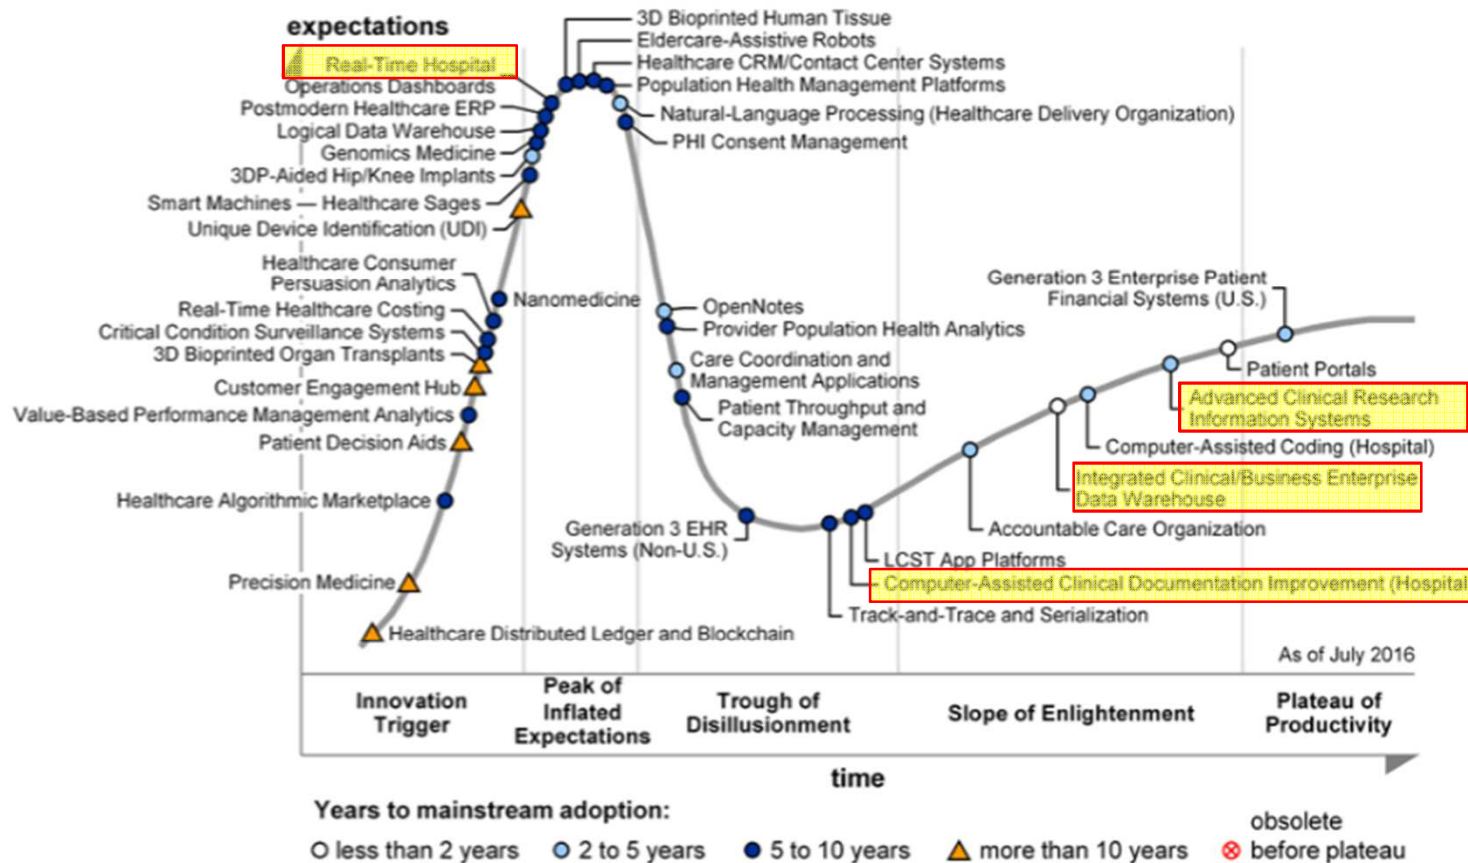 expectations
Real-Time Hospital
Operations Dashboards
Postmodern Healthcare ERP
Logical Data Warehouse
Genomics Medicine
3DP-Aided Hip/Knee Implants
Smart Machines — Healthcare Sages
Unique Device Identification (UDI)
Healthcare Consumer
Persuasion Analytics
Real-Time Healthcare Costing
Critical Condition Surveillance Systems
3D Bioprinted Organ Transplants
Customer Engagement Hub
Value-Based Performance Management Analytics
Patient Decision Aids
Healthcare Algorithmic Marketplace
Precision Medicine
Healthcare Distributed Ledger and Blockchain
Nanomedicine
3D Bioprinted Human Tissue
Eldercare-Assistive Robots
Healthcare CRM/Contact Center Systems
Population Health Management Platforms
Natural-Language Processing (Healthcare Delivery Organization)
PHI Consent Management
OpenNotes
Provider Population Health Analytics
Care Coordination and
Management Applications
Patient Throughput and
Capacity Management
Generation 3 EHR
Systems (Non-U.S.)
Generation 3 Enterprise Patient
Financial Systems (U.S.)
Patient Portals
Advanced Clinical Research
Information Systems
Computer-Assisted Coding (Hospital)
Integrated Clinical/Business Enterprise
Data Warehouse
Accountable Care Organization
LCST App Platforms
Computer-Assisted Clinical Documentation Improvement (Hospital
Track-and-Trace and Serialization
As of July 2016
Innovation
Trigger
Peak of
Inflated
Expectations
Trough of
Disillusionment
Slope of Enlightenment
Plateau of
Productivity
time
Years to mainstream adoption:
less than 2 years
2 to 5 years
5 to 10 years
more than 10 years
obsolete
before plateau